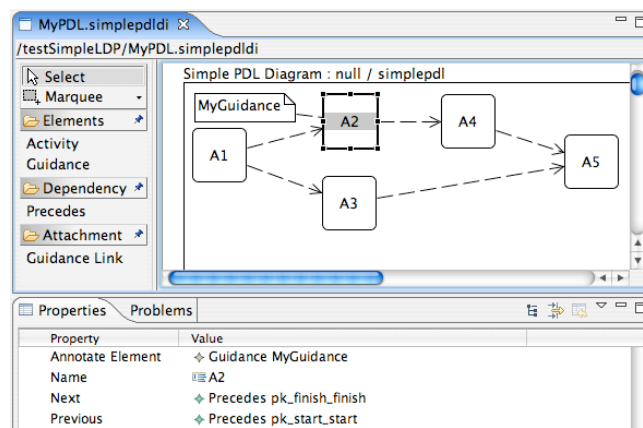 MyPDL.simplepdldi
/testSimpleLDP/MyPDL.simplepdldi
Select
Marquee
Elements
Activity
Guidance
Dependency
Precedes
Attachment
Guidance Link
Simple PDL Diagram : null / simplepdl
MyGuidance
A2
A4
A1
A5
A3
Properties Problems
Property Value
Annotate Element Guidance MyGuidance
Name A2
Next Precedes pk_finish_finish
Previous Precedes pk_start_start